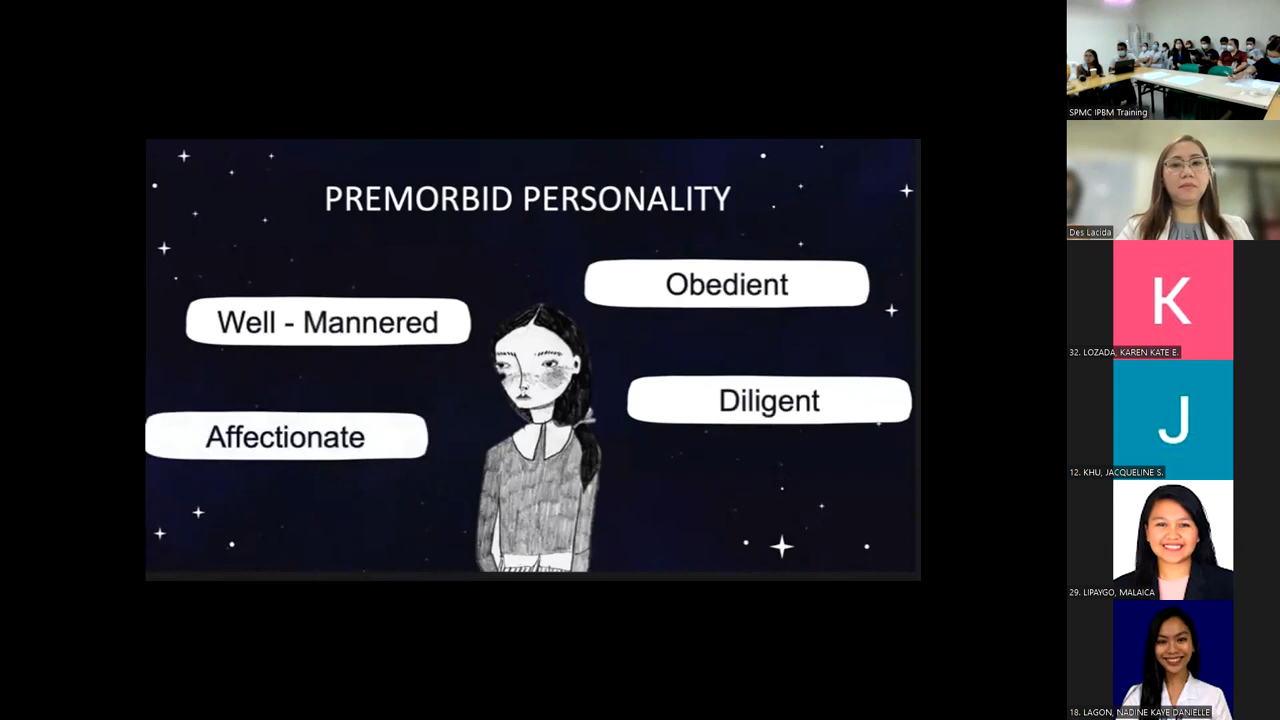 PREMORBID PERSONALITY
Obedient
Well - Mannered
Diligent
Affectionate
SPMC IPBM Training
Des Lacida
K
32. LOZADA, KAREN KATE E.
J
12. KHU, JACQUELINE S.
29. LIPAYGO, MALAICA
18. LAGON, NADINE KAYE DANIELLE